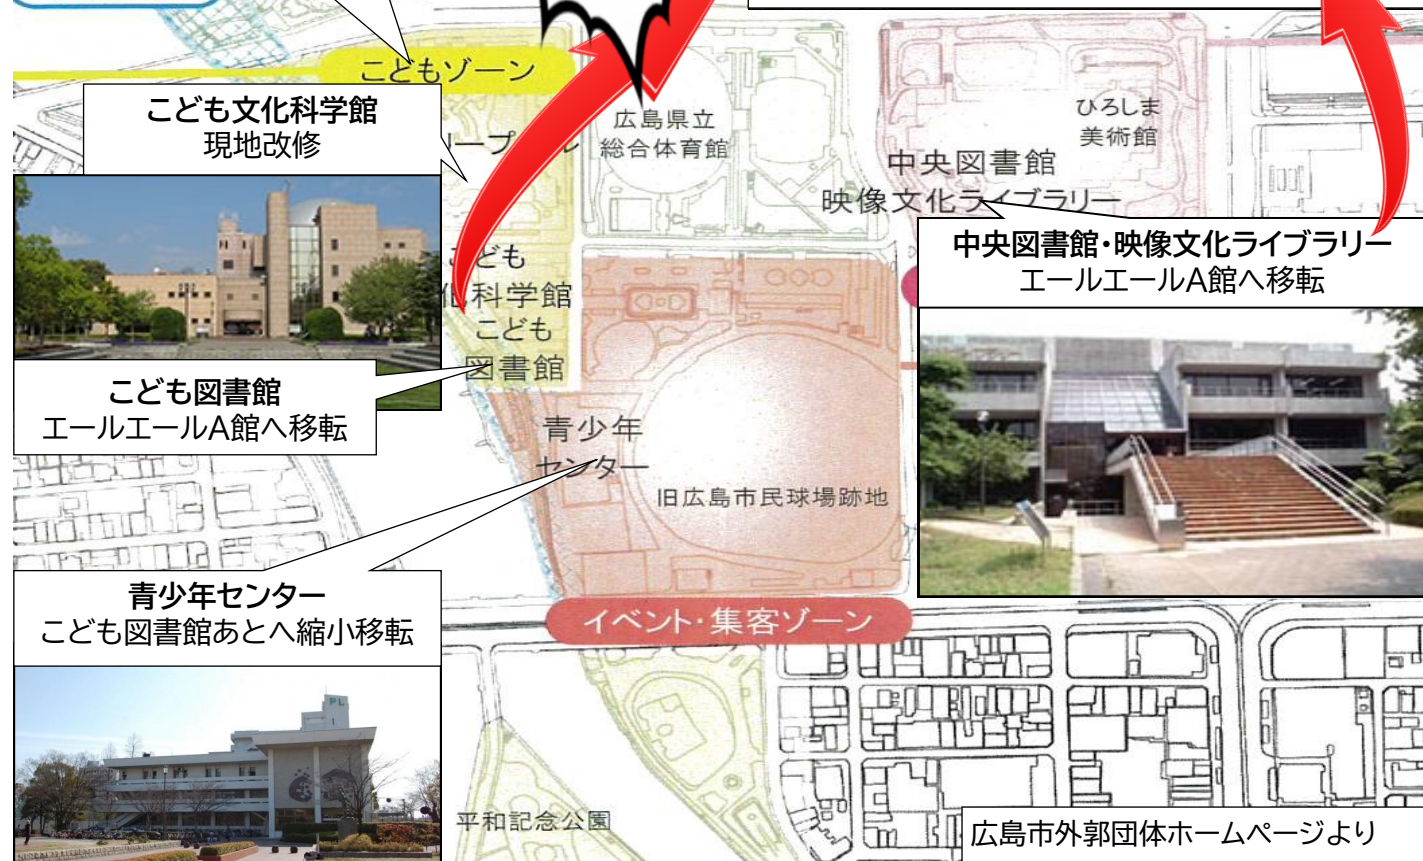 こどもゾーン
こども文化科学館
現地改修
ープ
ル
広島県立
総合体育館
ひろしま
美術館
中央図書館
映像文化ライブラリー
中央図書館・映像文化ライブラリー
エールエールA館へ移転
こども
化科学館
こども
図書館
こども図書館
エールエールA館へ移転
青少年
センター
旧広島市民球場跡地
青少年センター
こども図書館あとへ縮小移転
イベント・集客ゾーン
PL
平和記念公園
広島市外郭団体ホームページより